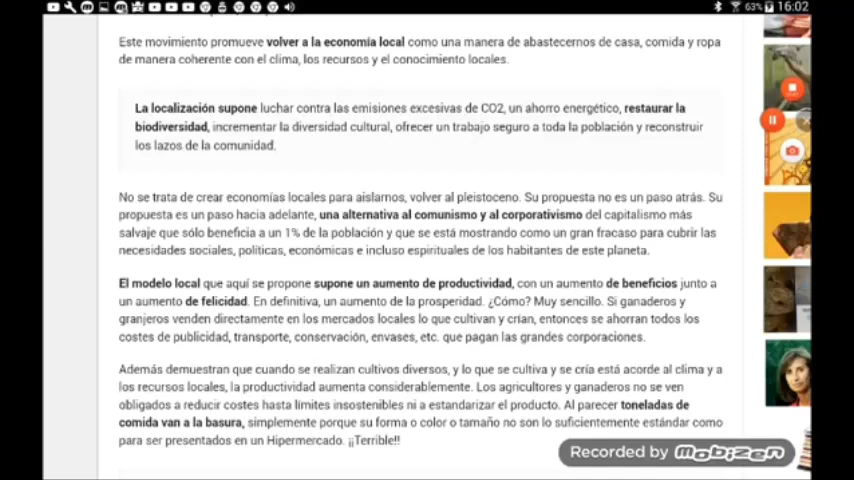 63% 16:02
Este movimiento promueve volver a la economía local como una manera de abastecernos de casa, comida y ropa
de manera coherente con el clima, los recursos y el conocimiento locales.
La localización supone luchar contra las emisiones excesivas de CO2, un ahorro energético, restaurar la
biodiversidad, incrementar la diversidad cultural, ofrecer un trabajo seguro a toda la población y reconstruir
los lazos de la comunidad.
No se trata de crear economías locales para aislarnos, volver al pleistoceno. Su propuesta no es un paso atrás. Su
propuesta es un paso hacia adelante, una alternativa al comunismo y al corporativismo del capitalismo más
salvaje que sólo beneficia a un 1% de la población y que se está mostrando como un gran fracaso para cubrir las
necesidades sociales, políticas, económicas e incluso espirituales de los habitantes de este planeta.
El modelo local que aquí se propone supone un aumento de productividad, con un aumento de beneficios junto a
un aumento de felicidad. En definitiva, un aumento de la prosperidad. ¿Cómo? Muy sencillo. Si ganaderos y
granjeros venden directamente en los mercados locales lo que cultivan y crían, entonces se ahorran todos los
costes de publicidad, transporte, conservación, envases, etc. que pagan las grandes corporaciones.
Además demuestran que cuando se realizan cultivos diversos, y lo que se cultiva y se cría está acorde al clima y a
los recursos locales, la productividad aumenta considerablemente. Los agricultores y ganaderos no se ven
obligados a reducir costes hasta límites insostenibles ni a estandarizar el producto. Al parecer toneladas de
comida van a la basura, simplemente porque su forma o color o tamaño no son lo suficientemente estándar como
para ser presentados en un Hipermercado. ¡¡Terrible!!
Recorded by Mobizen